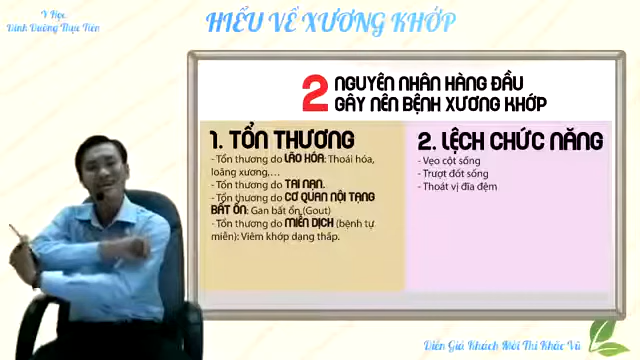 Y Học
Dinh Dưỡng Thực Tiễn
HIỂU VỀ XƯƠNG KHỚP
2 NGUYÊN NHÂN HÀNG ĐẦU
GÂY NÊN BỆNH XƯƠNG KHỚP
1. TỔN THƯƠNG
- Tổn thương do LÃO HÓA: Thoái hóa,
loãng xương,...
- Tổn thương do TAI NẠN.
- Tổn thương do CƠ QUAN NỘI TẠNG
BẤT ỔN: Gan bất ổn (Gout)
- Tổn thương do MIỄN DỊCH (bệnh tự
miễn): Viêm khớp dạng thấp.
2. LỆCH CHỨC NĂNG
- Vẹo cột sống
- Trượt đốt sống
- Thoát vị đĩa đệm
Diễn Giả Khách Mời Thi Khắc Vũ